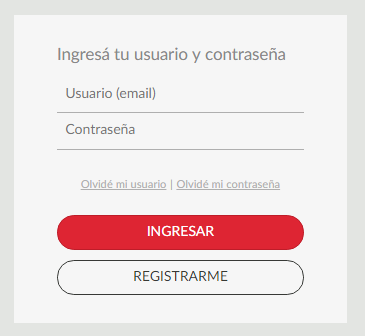 Ingresá tu usuario y contraseña
Usuario (email)
Contraseña
Olvidé mi usuario | Olvidé mi contraseña
INGRESAR
REGISTRARME